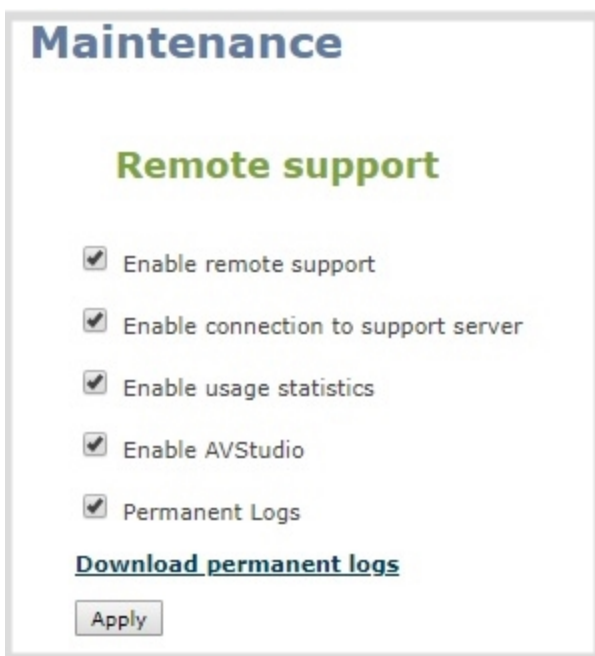 Maintenance
Remote support
Enable remote support
Enable connection to support server
Enable usage statistics
Enable AVStudio
Permanent Logs
Download permanent logs
Apply